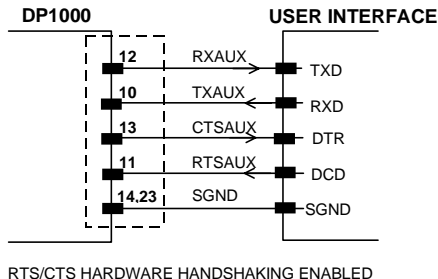 DP1000 USER INTERFACE
12 RXAUX TXD
10 TXAUX RXD
13 CTSAUX DTR
11 RTSAUX DCD
14,23 SGND SGND
RTS/CTS HARDWARE HANDSHAKING ENABLED